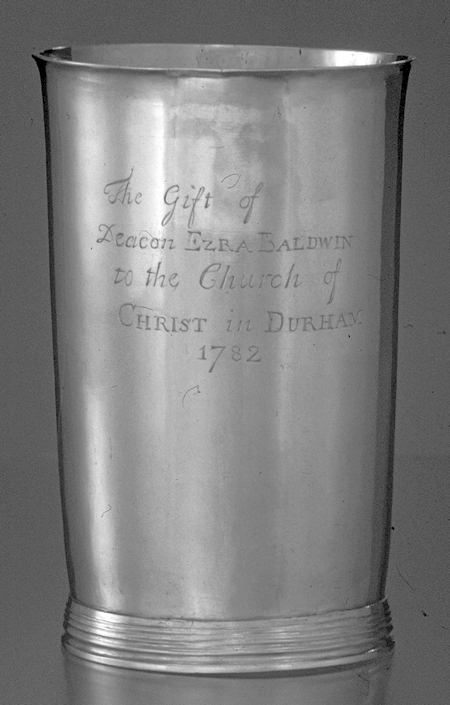 The Gift of
Deacon EZRA BALDWIN
to the Church of
CHRIST in DURHAM
1782